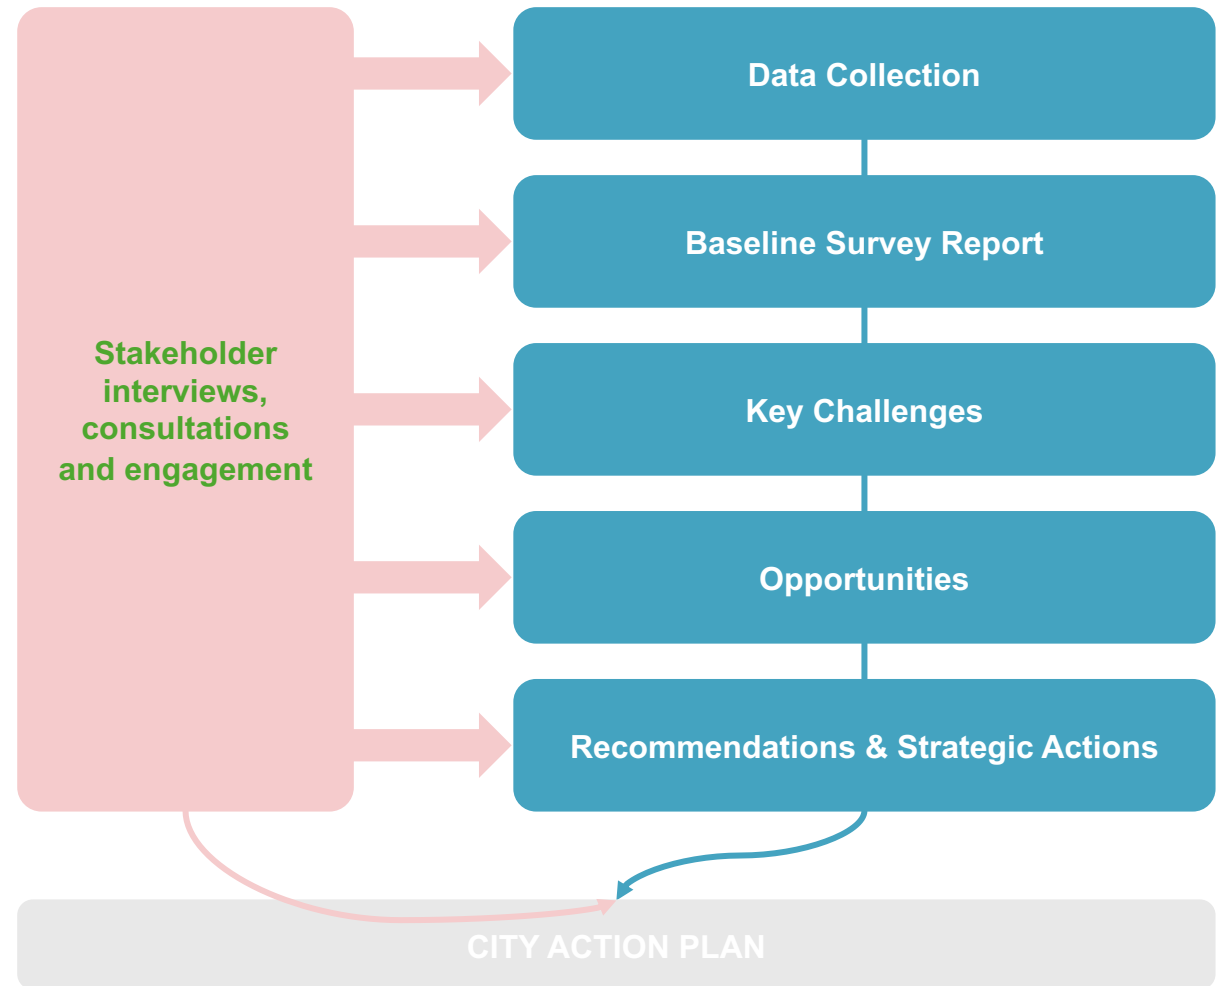 Data Collection
Baseline Survey Report
Stakeholder
interviews,
consultations
and engagement
Key Challenges
Opportunities
Recommendations & Strategic Actions
CITY ACTION PLAN